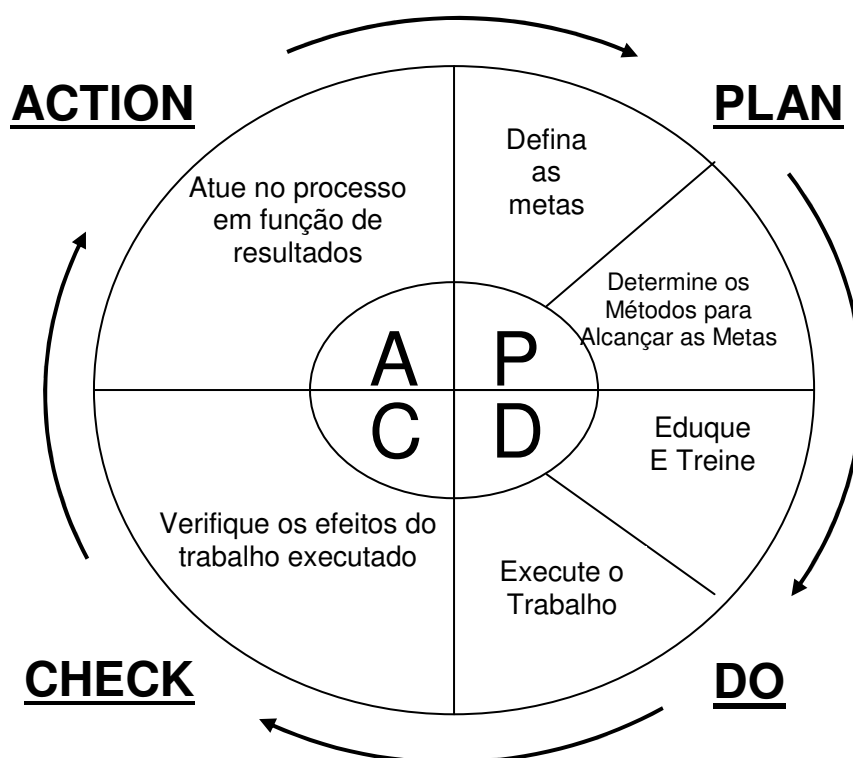 ACTION
PLAN
Defina
as
metas
Atue no processo
em função de
resultados
Determine os
Métodos para
Alcançar as Metas
A
P
C
D
Eduque
E Treine
Verifique os efeitos do
trabalho executado
Execute o
Trabalho
CHECK
DO